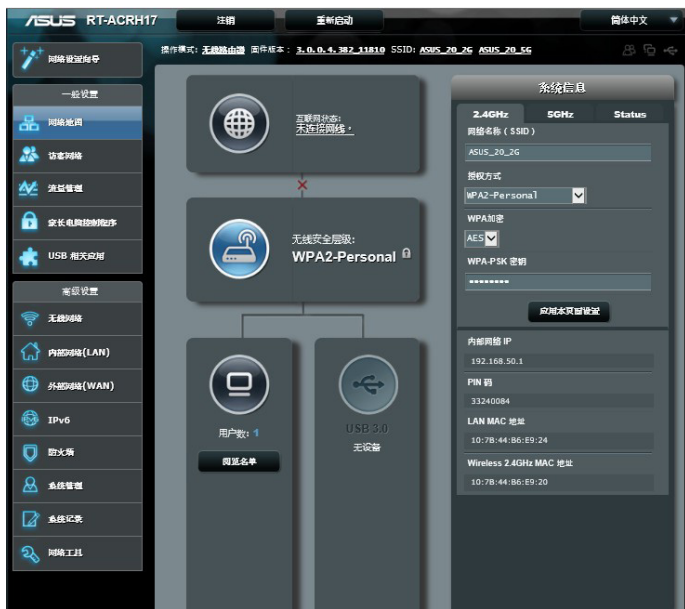 ASUS RT-ACRH17 注销 重新启动 简体中文
网络设置向导
操作模式: 无线路由器 固件版本: 3.0.0.4.382_11810 SSID: ASUS_20_2G ASUS_20_5G
一般设置
网络地图
访客网络
流量管理
家长电脑控制程序
USB 相关应用
高级设置
无线网络
内部网络(LAN)
外部网络(WAN)
IPv6
防火墙
系统管理
系统记录
网络工具
互联网状态:
未连接网线。
无线安全层级:
WPA2-Personal
用户数: 1
阅览名单
USB 3.0
无设备
系统信息
2.4GHz 5GHz Status
网络名称（SSID）
ASUS_20_2G
授权方式
WPA2-Personal
WPA加密
AES
WPA-PSK 密钥
••••••••
应用本页面设置
内部网络 IP
192.168.50.1
PIN 码
33240084
LAN MAC 地址
10:7B:44:B6:E9:24
Wireless 2.4GHz MAC 地址
10:7B:44:B6:E9:20